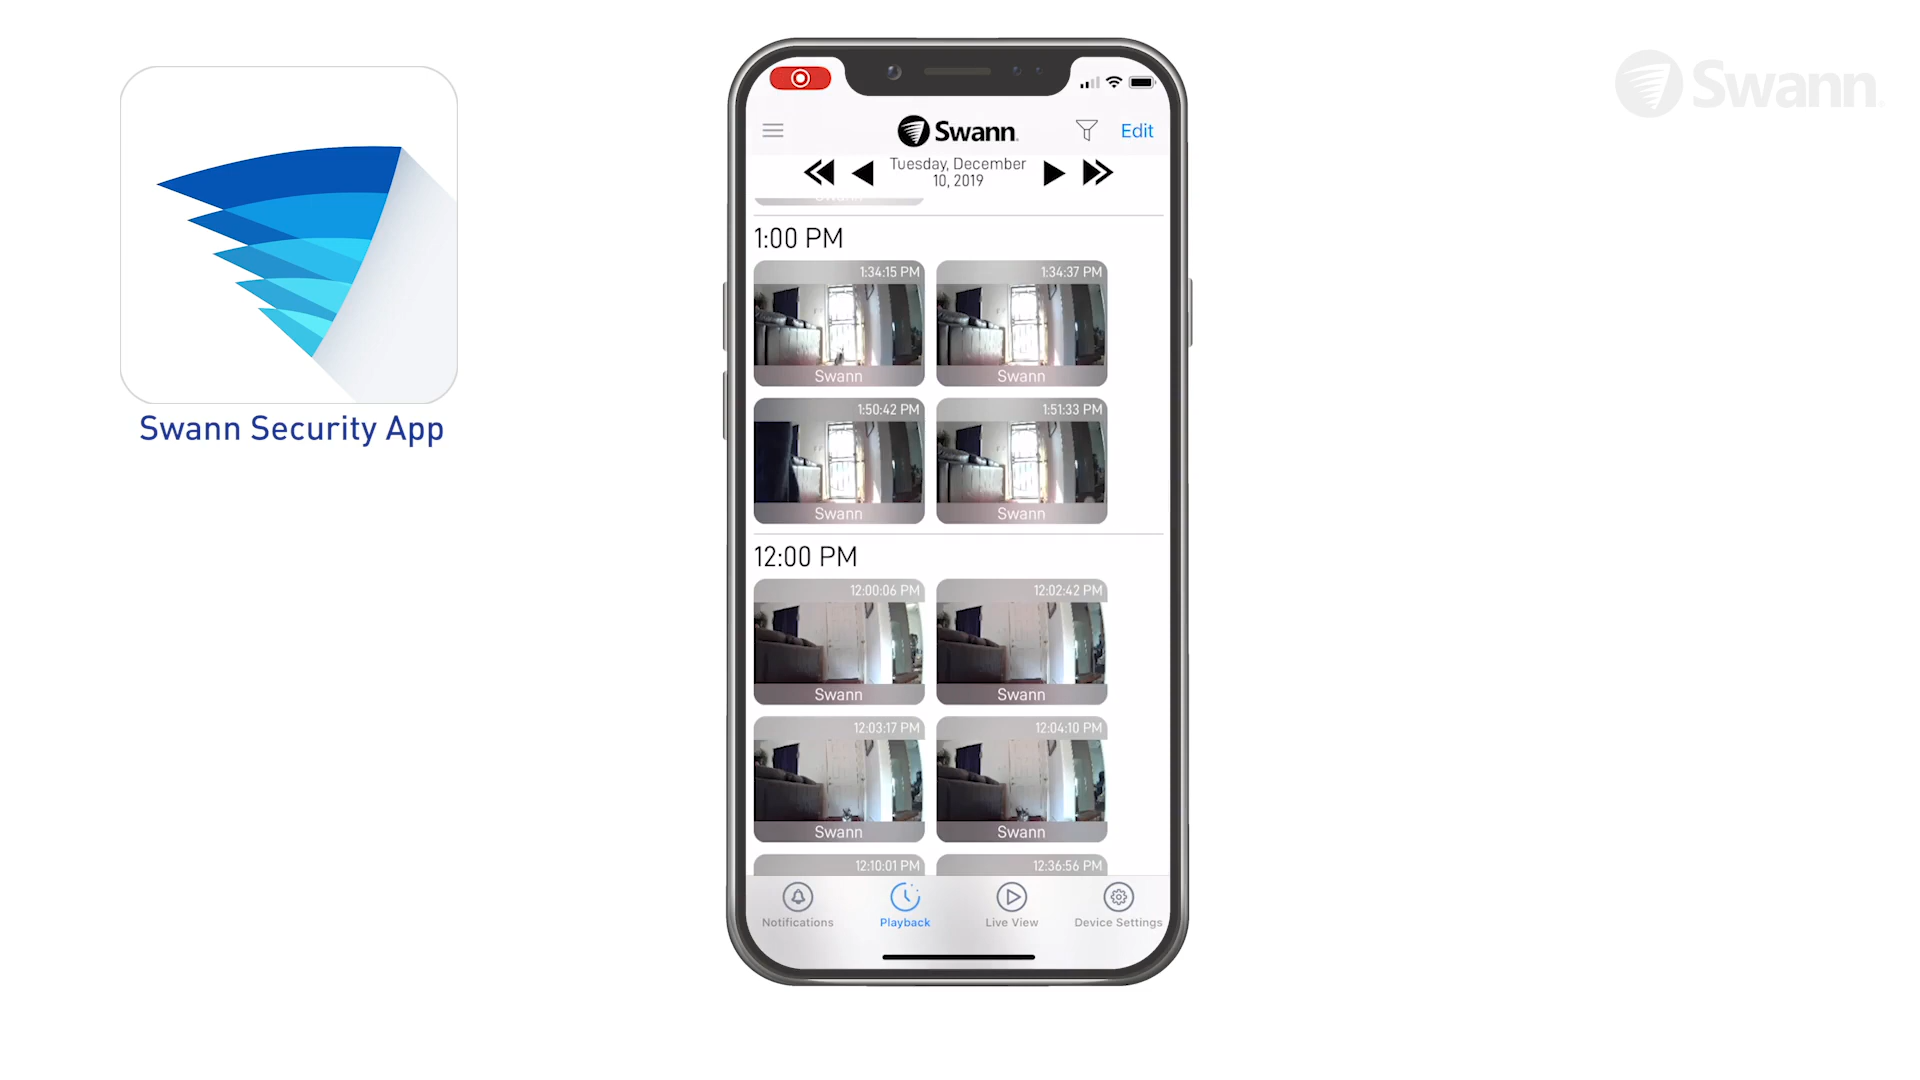 Swann
Swann Security App
Swann
Edit
Tuesday, December
10, 2019
Swann
1:00 PM
1:34:15 PM
1:34:37 PM
Swann
Swann
1:50:42 PM
1:51:33 PM
Swann
Swann
12:00 PM
12:00:06 PM
12:02:42 PM
Swann
Swann
12:03:17 PM
12:04:10 PM
Swann
Swann
12:10:01 PM
12:36:56 PM
Notifications
Playback
Live View
Device Settings